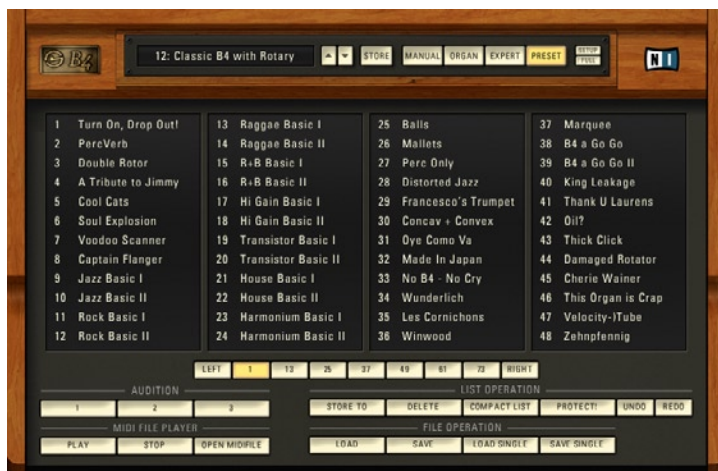 B4 12: Classic B4 with Rotary STORE MANUAL ORGAN EXPERT PRESET SETUP FULL NI
1 Turn On, Drop Out!
2 PercVerb
3 Double Rotor
4 A Tribute to Jimmy
5 Cool Cats
6 Soul Explosion
7 Voodoo Scanner
8 Captain Flanger
9 Jazz Basic I
10 Jazz Basic II
11 Rock Basic I
12 Rock Basic II
13 Raggae Basic I
14 Raggae Basic II
15 R+B Basic I
16 R+B Basic II
17 Hi Gain Basic I
18 Hi Gain Basic II
19 Transistor Basic I
20 Transistor Basic II
21 House Basic I
22 House Basic II
23 Harmonium Basic I
24 Harmonium Basic II
25 Balls
26 Mallets
27 Perc Only
28 Distorted Jazz
29 Francesco's Trumpet
30 Concav + Convex
31 Oye Como Va
32 Made In Japan
33 No B4 - No Cry
34 Wunderlich
35 Les Cornichons
36 Winwood
37 Marquee
38 B4 a Go Go
39 B4 a Go Go II
40 King Leakage
41 Thank U Laurens
42 Oil?
43 Thick Click
44 Damaged Rotator
45 Cherie Wainer
46 This Organ is Crap
47 Velocity-)Tube
48 Zehnpfennig
LEFT 1 13 25 37 49 61 73 RIGHT
AUDITION
1 2 3
MIDI FILE PLAYER
PLAY STOP OPEN MIDIFILE
LIST OPERATION
STORE TO DELETE COMPACT LIST PROTECT! UNDO REDO
FILE OPERATION
LOAD SAVE LOAD SINGLE SAVE SINGLE